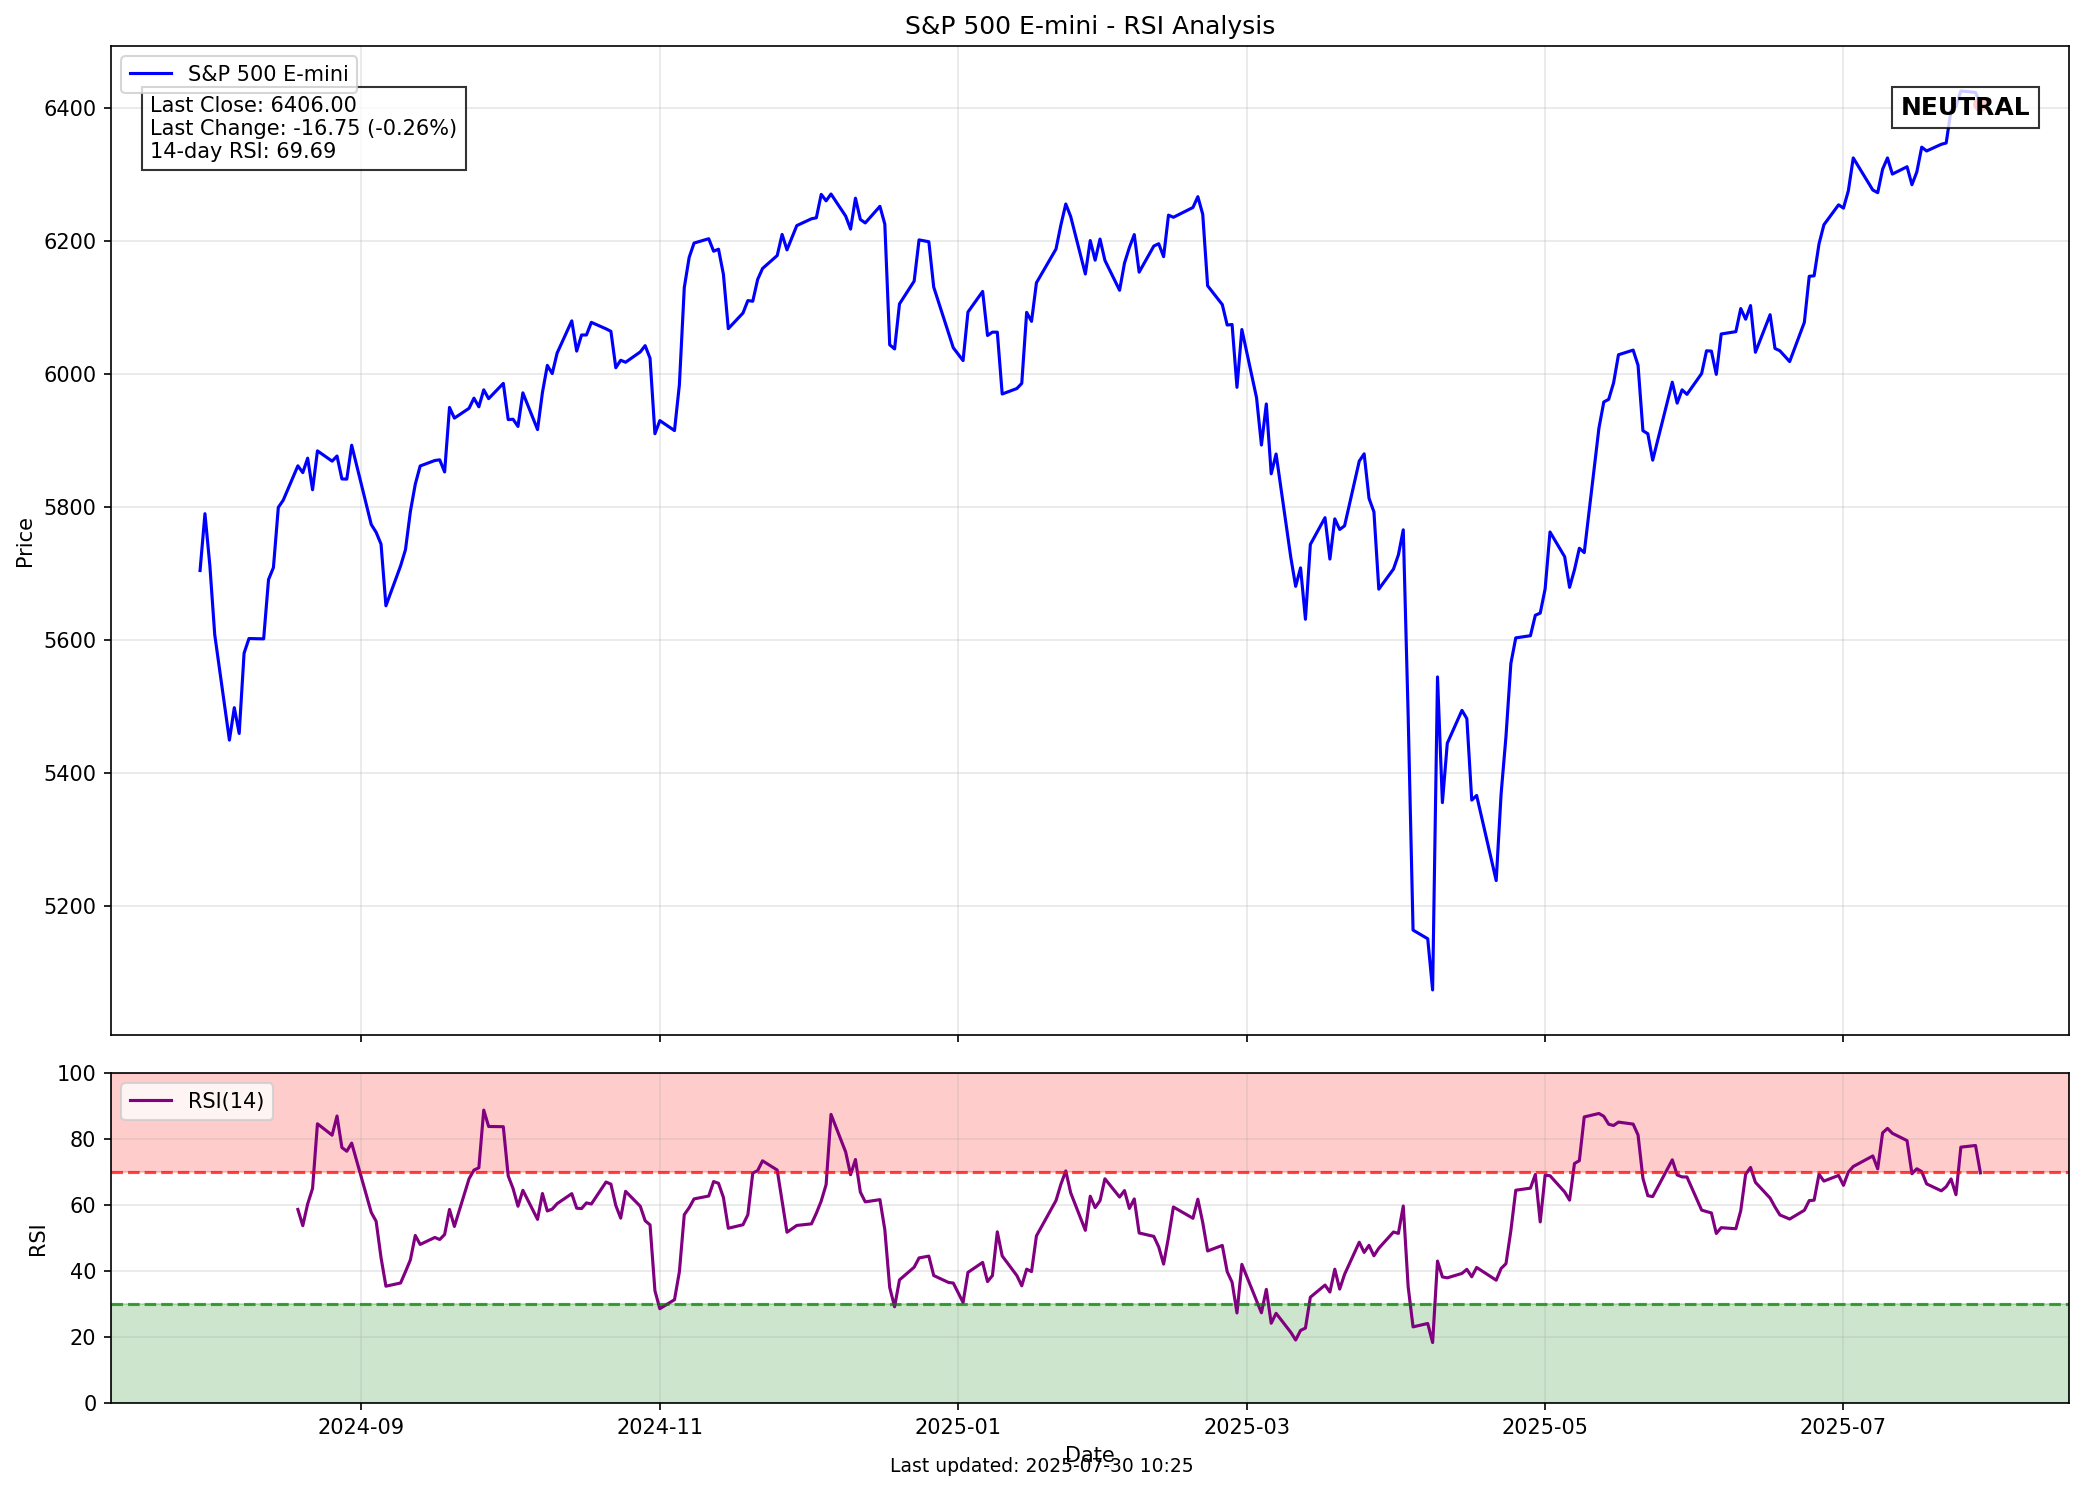 S&P 500 E-mini - RSI Analysis
S&P 500 E-mini
Last Close: 6406.00
Last Change: -16.75 (-0.26%)
14-day RSI: 69.69
NEUTRAL
Price
6400
6200
6000
5800
5600
5400
5200
RSI(14)
RSI
100
80
60
40
20
0
2024-09
2024-11
2025-01
2025-03
2025-05
2025-07
Date
Last updated: 2025-07-30 10:25